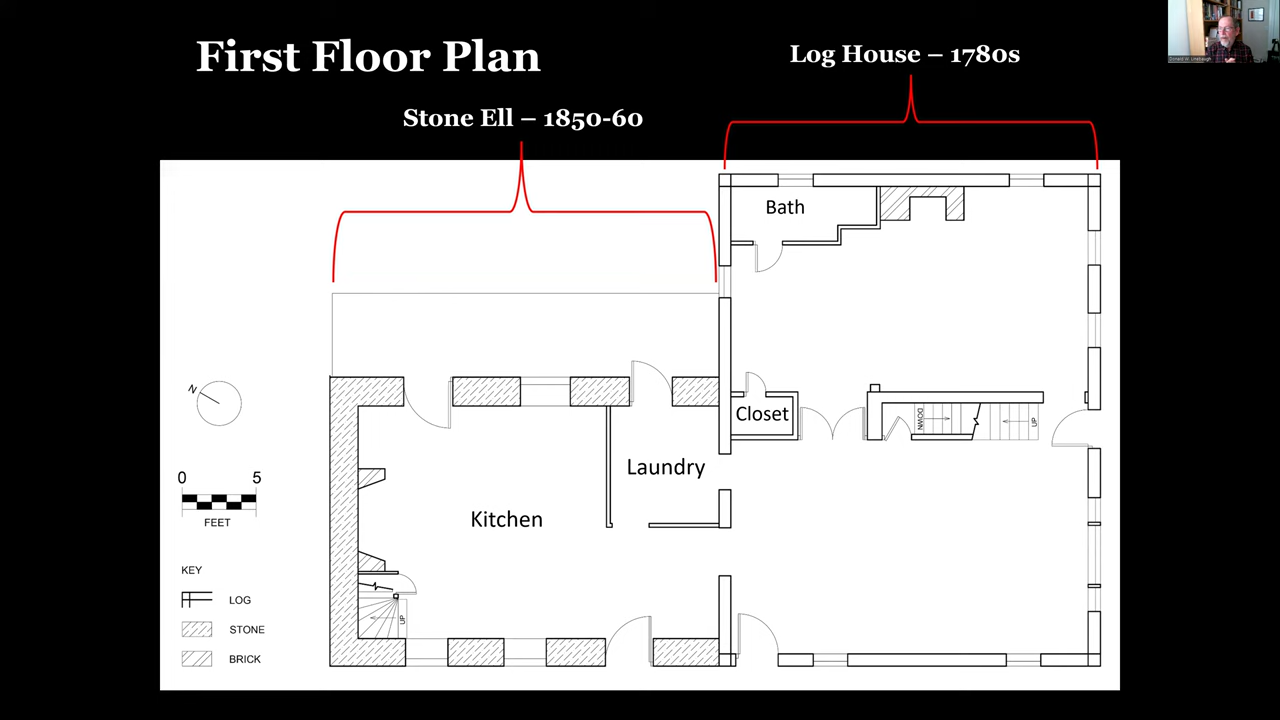 First Floor Plan
Log House – 1780s
Stone Ell – 1850-60
Bath
N
Closet
DOWN
UP
Laundry
0 5
FEET
Kitchen
KEY
LOG
UP
STONE
BRICK